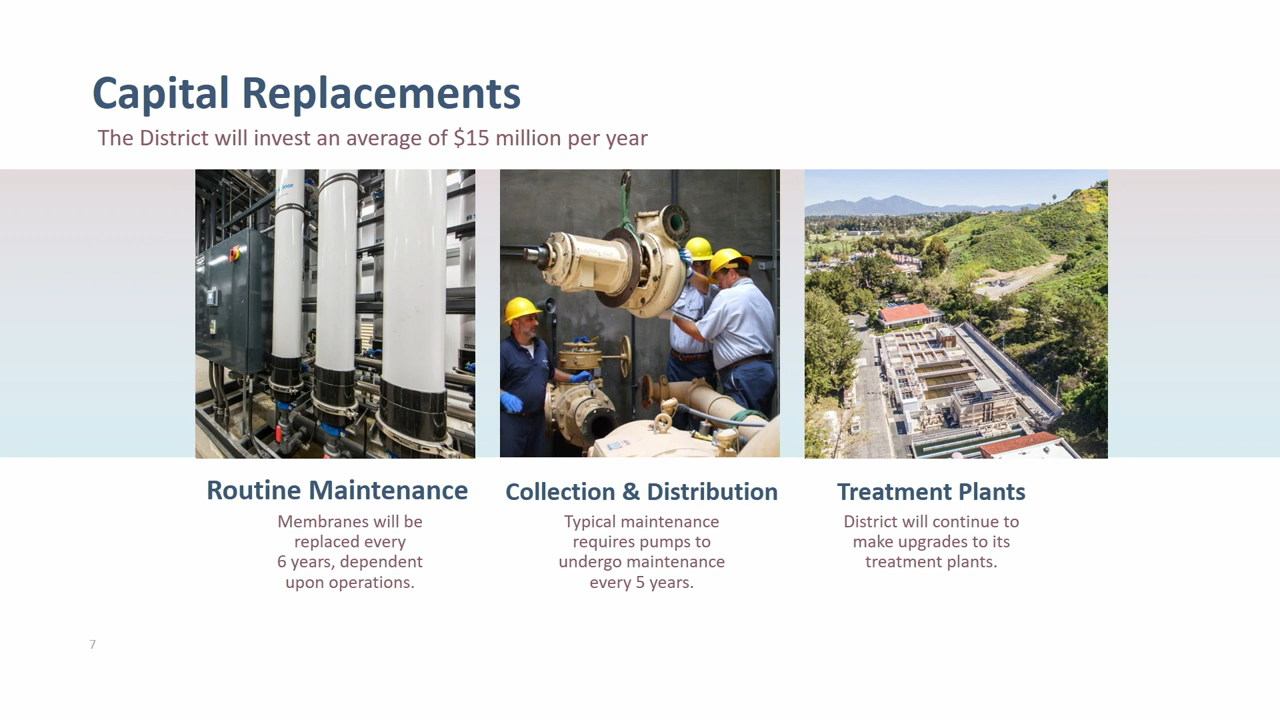 Capital Replacements
The District will invest an average of $15 million per year
Routine Maintenance
Membranes will be
replaced every
6 years, dependent
upon operations.
Collection & Distribution
Typical maintenance
requires pumps to
undergo maintenance
every 5 years.
Treatment Plants
District will continue to
make upgrades to its
treatment plants.
7